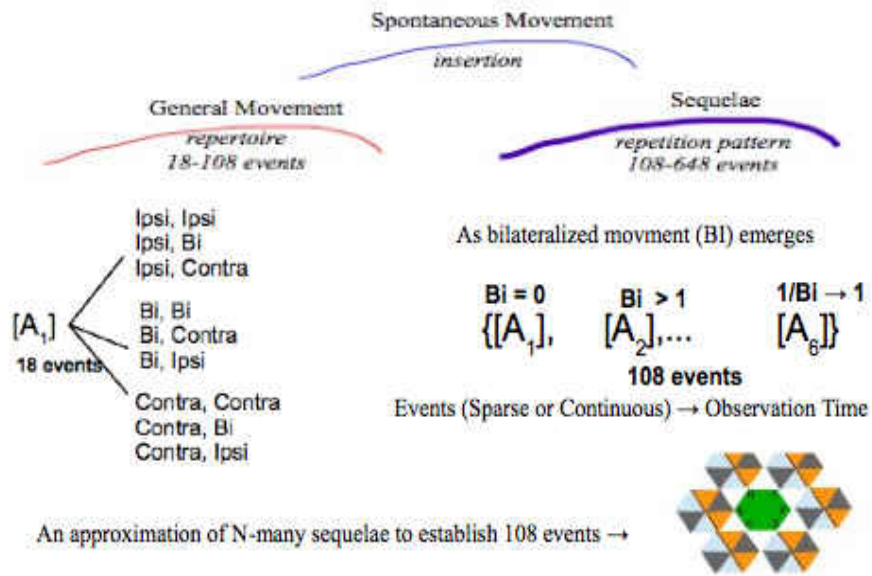 Spontaneous Movement
insertion
General Movement
repertoire
18-108 events
Sequelae
repetition pattern
108-648 events
Ipsi, Ipsi
Ipsi, Bi
Ipsi, Contra
[A1]
18 events
Bi, Bi
Bi, Contra
Bi, Ipsi
Contra, Contra
Contra, Bi
Contra, Ipsi
As bilateralized movment (BI) emerges
Bi = 0 Bi > 1 1/Bi → 1
{[A1], [A2],... [A6]}
108 events
Events (Sparse or Continuous) → Observation Time
An approximation of N-many sequelae to establish 108 events →